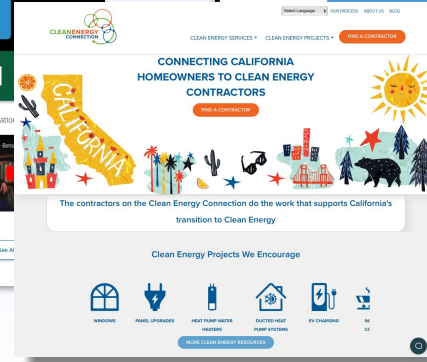 Select Language
OUR PROCESS ABOUT US BLOG
CLEANENERGY
CONNECTION
CLEAN ENERGY SERVICES
CLEAN ENERGY PROJECTS
FIND A CONTRACTOR
CONNECTING CALIFORNIA
HOMEOWNERS TO CLEAN ENERGY
CONTRACTORS
FIND A CONTRACTOR
CALIFORNIA
The contractors on the Clean Energy Connection do the work that supports California's
transition to Clean Energy
Clean Energy Projects We Encourage
WINDOWS
PANEL UPGRADES
HEAT PUMP WATER
HEATERS
DUCTED HEAT
PUMP SYSTEMS
EV CHARGING
MORE CLEAN ENERGY RESOURCES